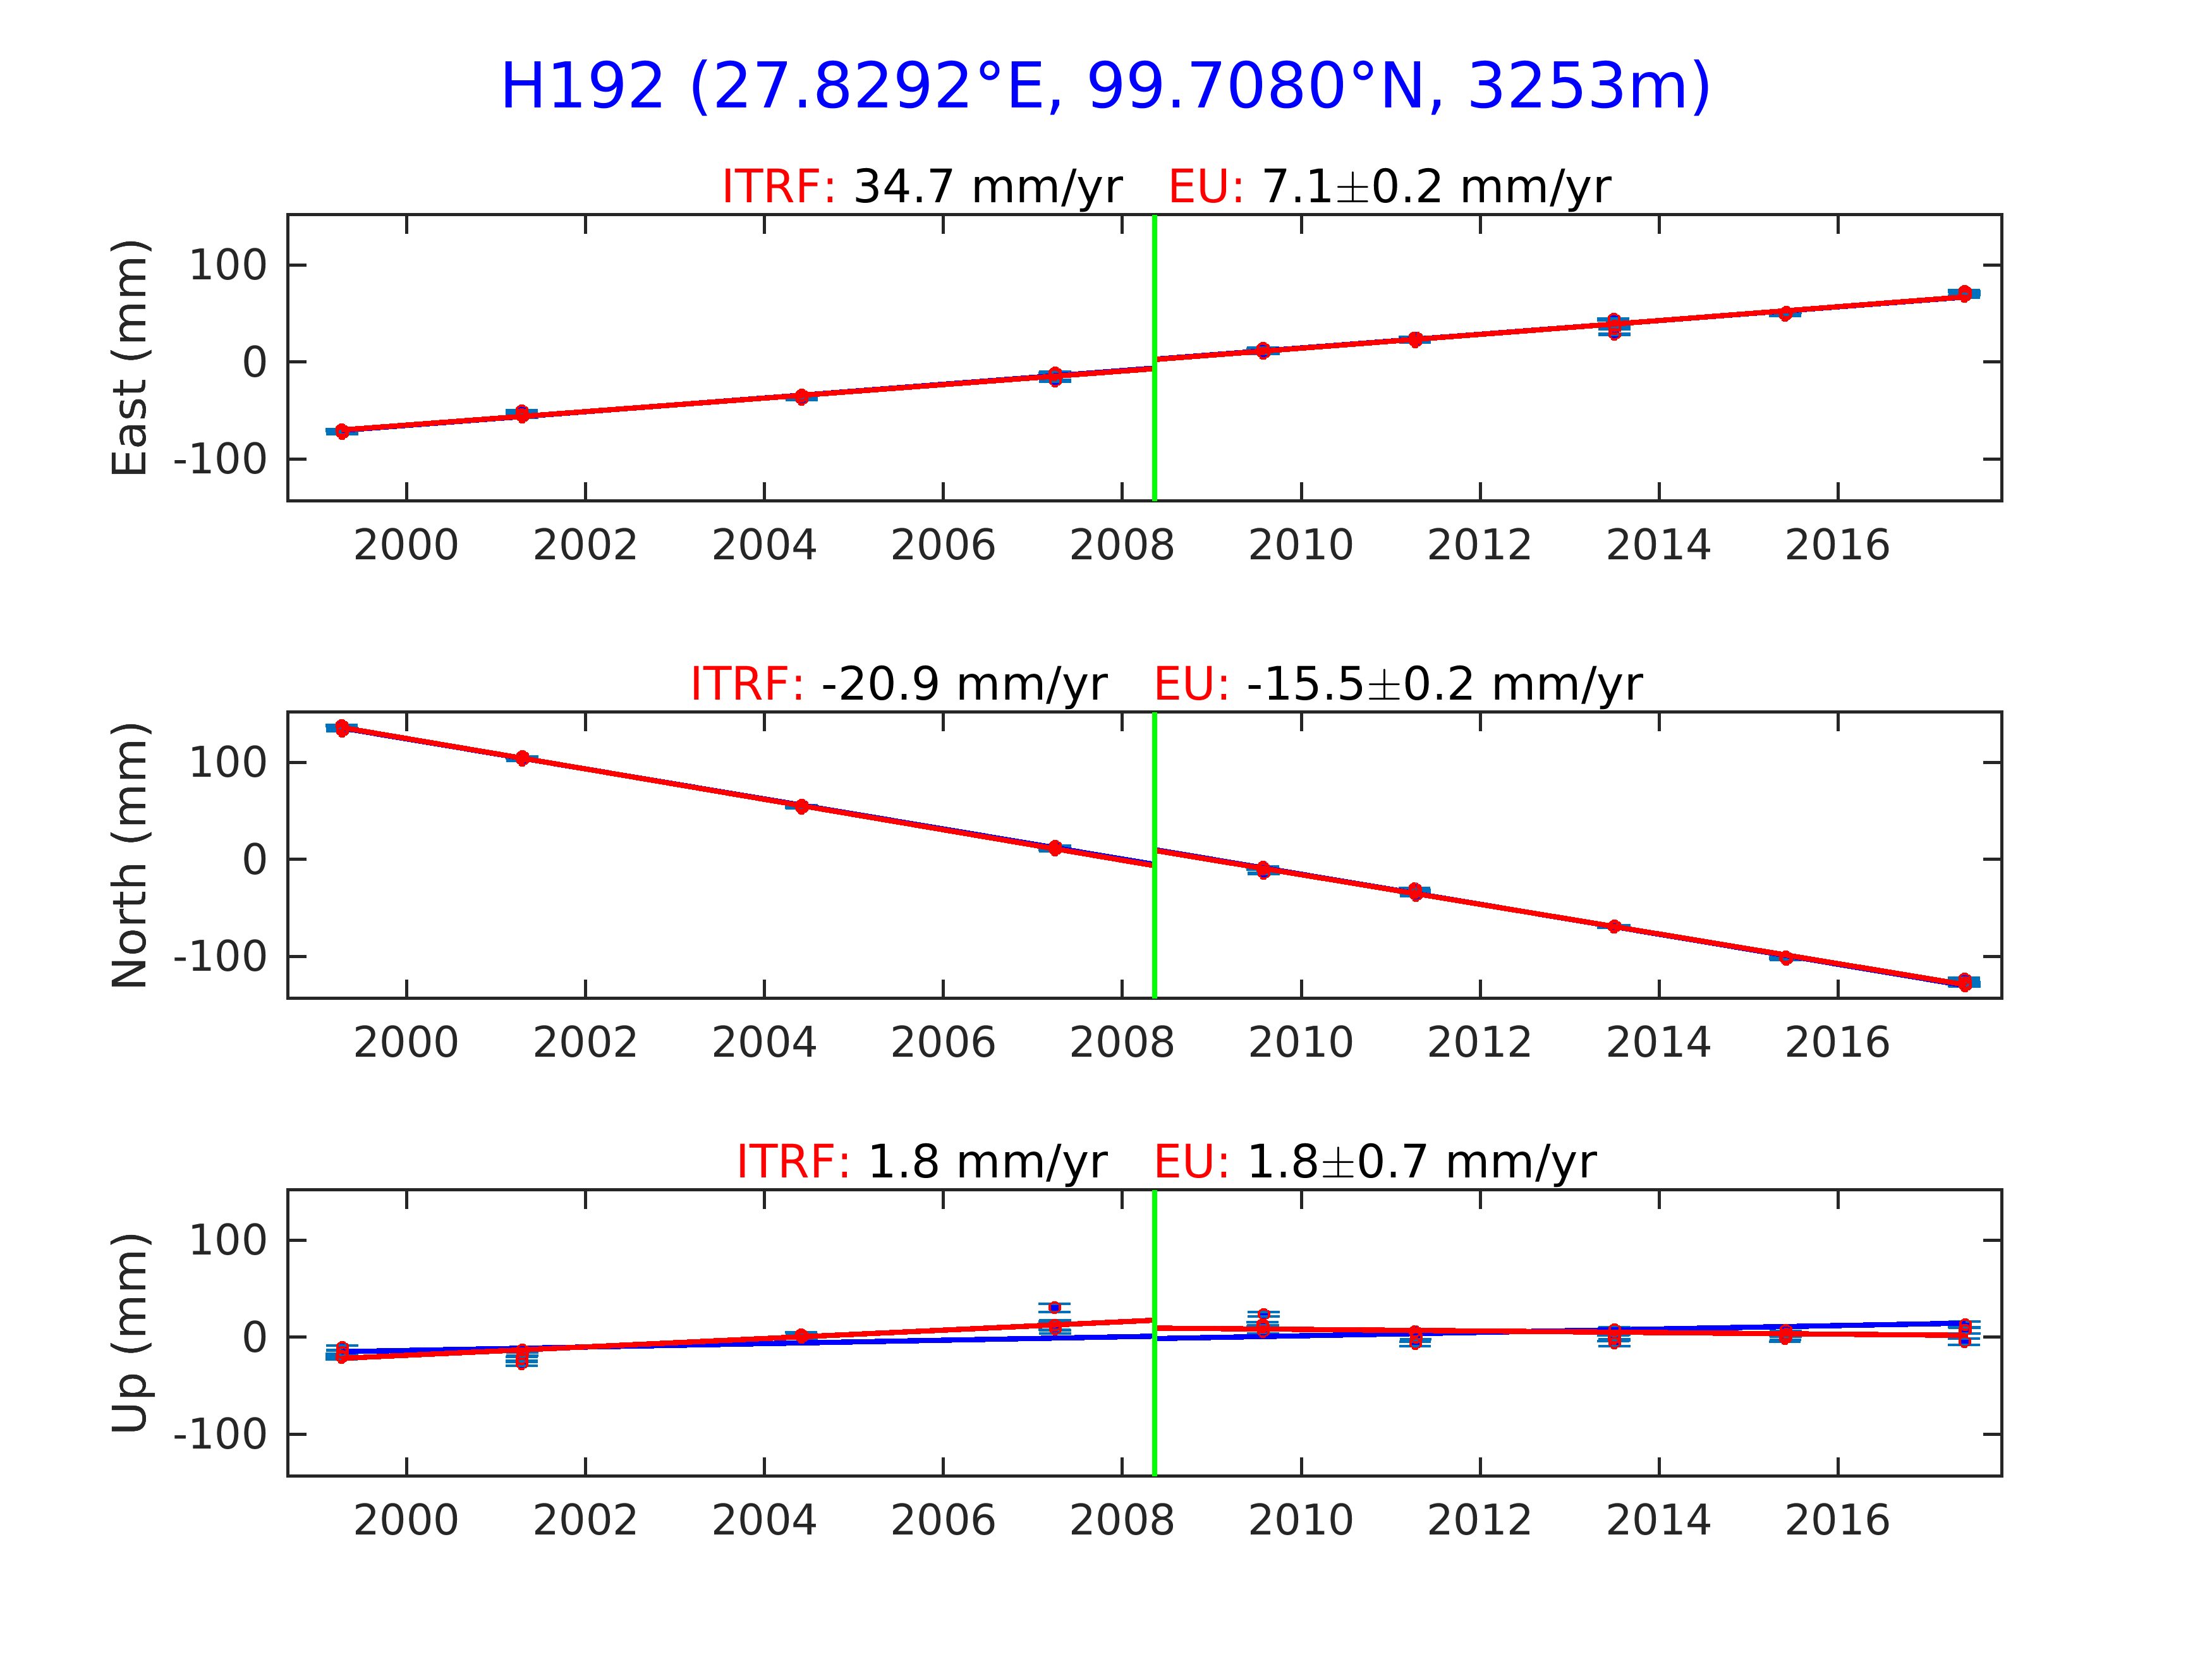 H192 (27.8292°E, 99.7080°N, 3253m)
ITRF: 34.7 mm/yr EU: 7.1±0.2 mm/yr
East (mm)
100
0
-100
2000 2002 2004 2006 2008 2010 2012 2014 2016
ITRF: -20.9 mm/yr EU: -15.5±0.2 mm/yr
North (mm)
100
0
-100
2000 2002 2004 2006 2008 2010 2012 2014 2016
ITRF: 1.8 mm/yr EU: 1.8±0.7 mm/yr
Up (mm)
100
0
-100
2000 2002 2004 2006 2008 2010 2012 2014 2016